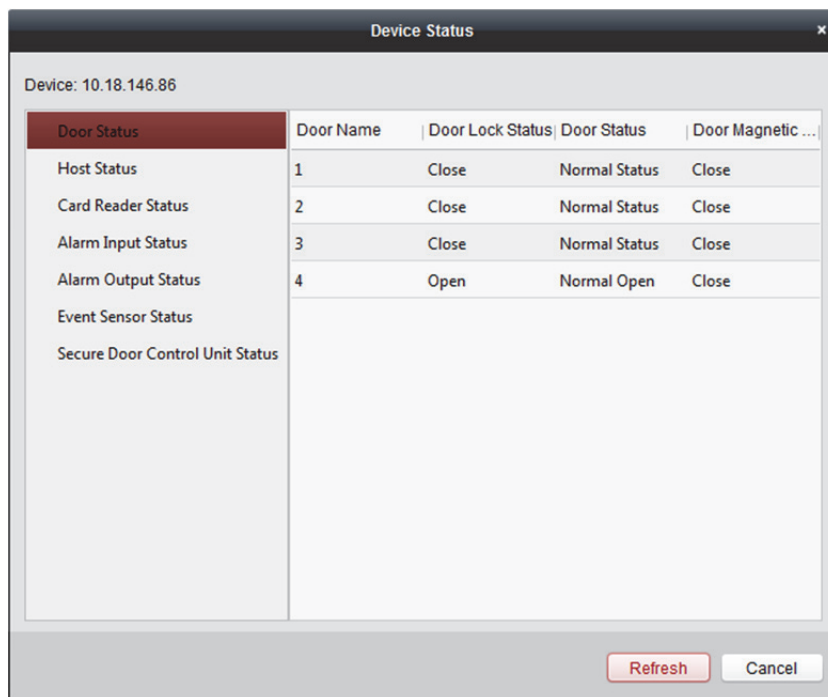 Device Status
×
Device: 10.18.146.86
Door Status
Host Status
Card Reader Status
Alarm Input Status
Alarm Output Status
Event Sensor Status
Secure Door Control Unit Status
Door Name Door Lock Status Door Status Door Magnetic ...
1 Close Normal Status Close
2 Close Normal Status Close
3 Close Normal Status Close
4 Open Normal Open Close
Refresh Cancel